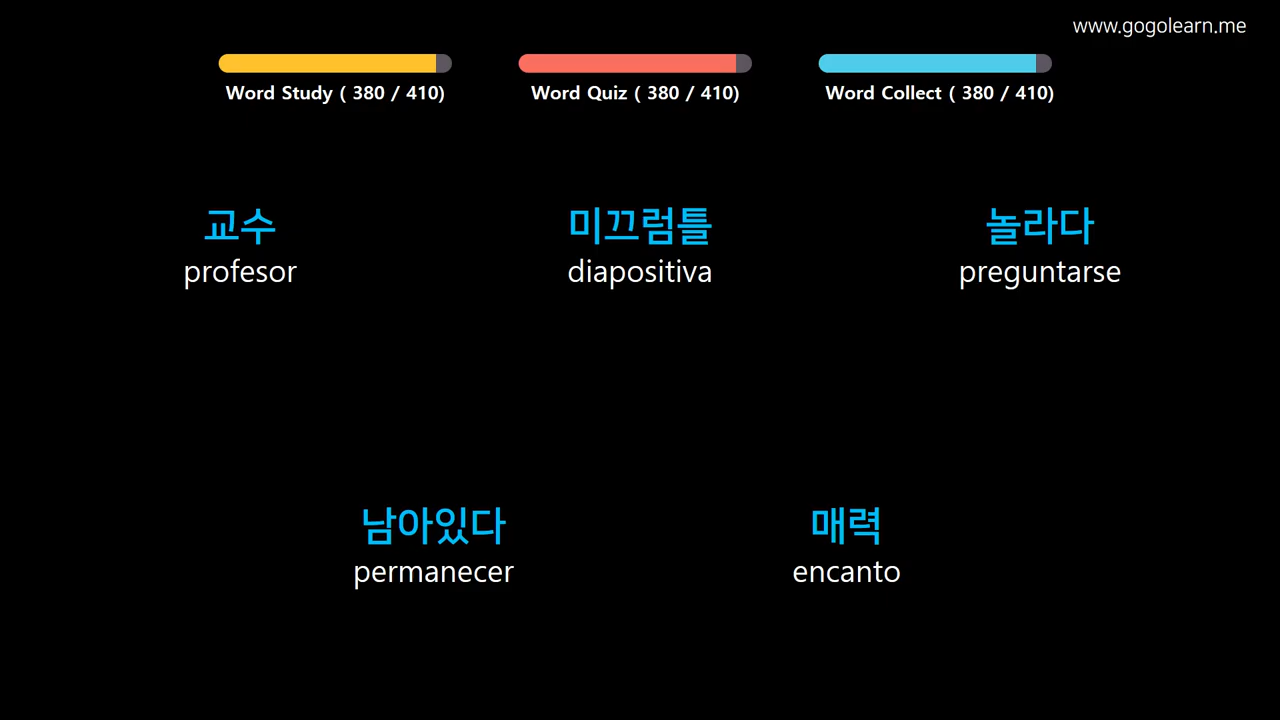 www.gogolearn.me
Word Study ( 380 / 410)
Word Quiz ( 380 / 410)
Word Collect ( 380 / 410)
교수
profesor
미끄럼틀
diapositiva
놀라다
preguntarse
남아있다
permanecer
매력
encanto